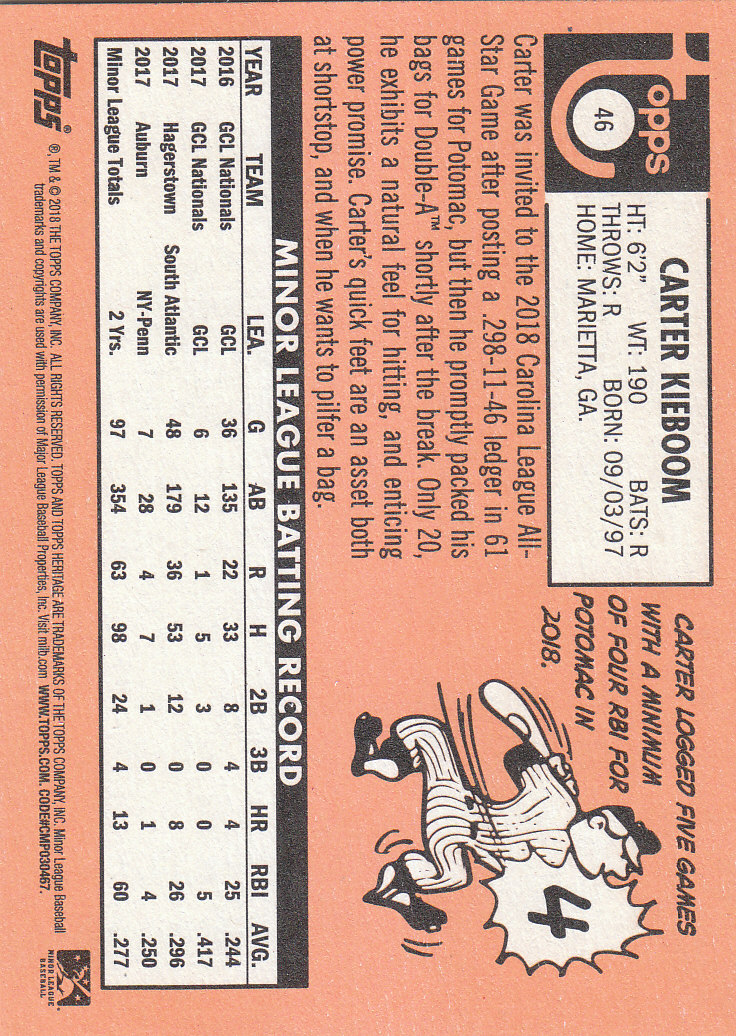 topps
46
CARTER KIEBOOM
HT: 6'2" WT: 190 BATS: R
THROWS: R BORN: 09/03/97
HOME: MARIETTA, GA.
CARTER LOGGED FIVE GAMES
WITH A MINIMUM
OF FOUR RBI FOR
POTOMAC IN
2018.
4
Carter was invited to the 2018 Carolina League All-
Star Game after posting a .298-11-46 ledger in 61
games for Potomac, but then he promptly packed his
bags for Double-A™ shortly after the break. Only 20,
he exhibits a natural feel for hitting, and enticing
power promise. Carter's quick feet are an asset both
at shortstop, and when he wants to pilfer a bag.
MINOR LEAGUE BATTING RECORD
YEAR TEAM LEA. G AB R H 2B 3B HR RBI AVG.
2016 GCL Nationals GCL 36 135 22 33 8 4 4 25 .244
2017 GCL Nationals GCL 6 12 1 5 3 0 0 5 .417
2017 Hagerstown South Atlantic 48 179 36 53 12 0 8 26 .296
2017 Auburn NY-Penn 7 28 4 7 1 0 1 4 .250
Minor League Totals 2 Yrs. 97 354 63 98 24 4 13 60 .277
topps®
®, TM & © 2018 THE TOPPS COMPANY, INC. ALL RIGHTS RESERVED. TOPPS AND TOPPS HERITAGE ARE TRADEMARKS OF THE TOPPS COMPANY, INC. Minor League Baseball
trademarks and copyrights are used with permission of Major League Baseball Properties, Inc. Visit milb.com WWW.TOPPS.COM. CODE#CMP030467.
MINOR LEAGUE
BASEBALL